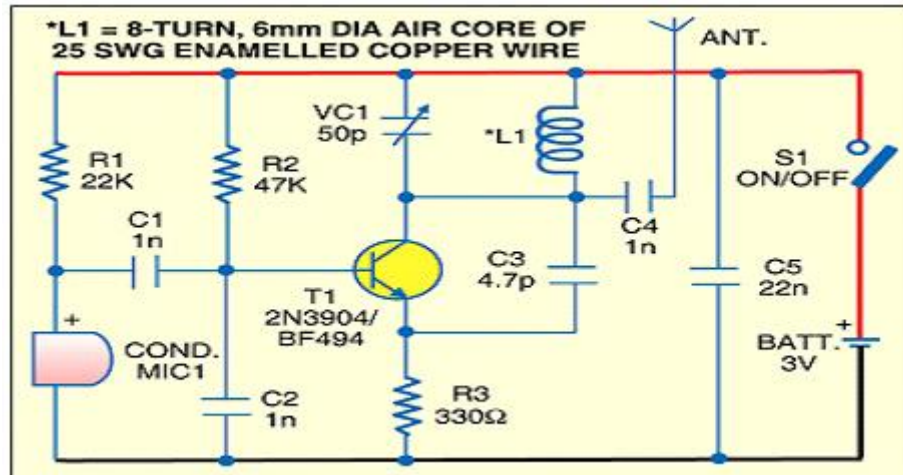 *L1 = 8-TURN, 6mm DIA AIR CORE OF
25 SWG ENAMELLED COPPER WIRE
ANT.
VC1
50p
*L1
R1
22K
R2
47K
S1
ON/OFF
C1
1n
C4
1n
C3
4.7p
C5
22n
T1
2N3904/
BF494
+
COND.
MIC1
+
BATT.
3V
C2
1n
R3
330Ω